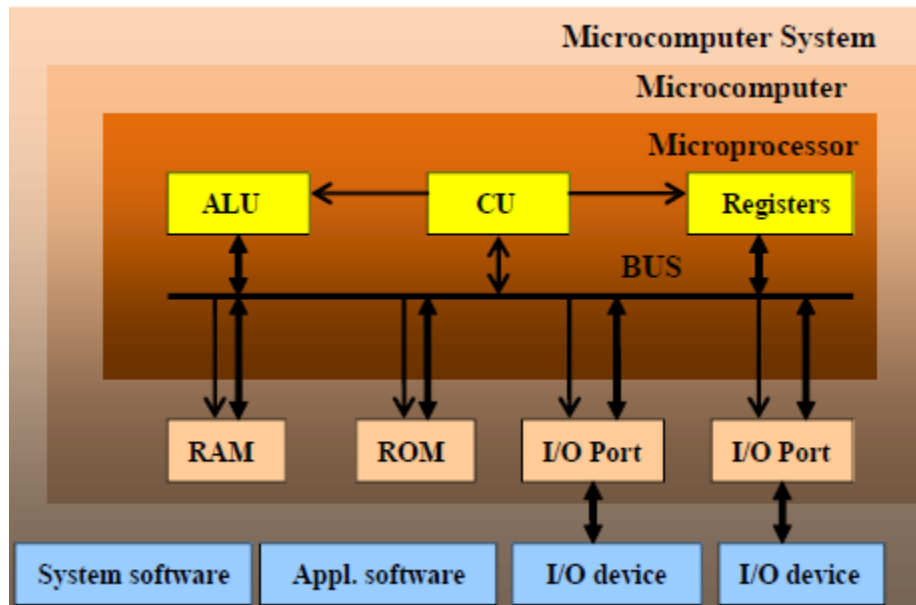 Microcomputer System
Microcomputer
Microprocessor
ALU
CU
Registers
BUS
RAM
ROM
I/O Port
I/O Port
System software
Appl. software
I/O device
I/O device